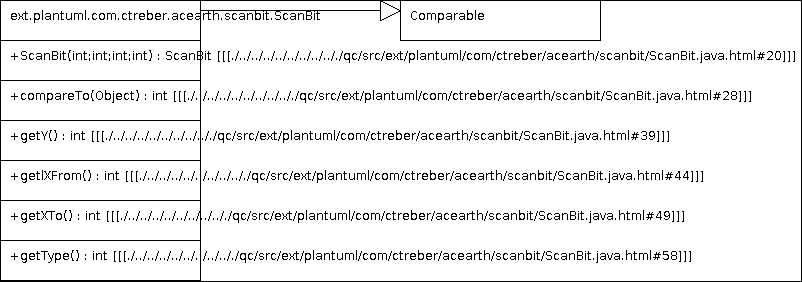 ext.plantuml.com.ctreber.acearth.scanbit.ScanBit
Comparable
+ScanBit(int;int;int;int) : ScanBit [[[./../../../../../../../../../qc/src/ext/plantuml/com/ctreber/acearth/scanbit/ScanBit.java.html#20]]]
+compareTo(Object) : int [[[./../../../../../../../../../qc/src/ext/plantuml/com/ctreber/acearth/scanbit/ScanBit.java.html#28]]]
+getY() : int [[[./../../../../../../../../../qc/src/ext/plantuml/com/ctreber/acearth/scanbit/ScanBit.java.html#39]]]
+getlXFrom() : int [[[./../../../../../../../../../qc/src/ext/plantuml/com/ctreber/acearth/scanbit/ScanBit.java.html#44]]]
+getXTo() : int [[[./../../../../../../../../../qc/src/ext/plantuml/com/ctreber/acearth/scanbit/ScanBit.java.html#49]]]
+getType() : int [[[./../../../../../../../../../qc/src/ext/plantuml/com/ctreber/acearth/scanbit/ScanBit.java.html#58]]]